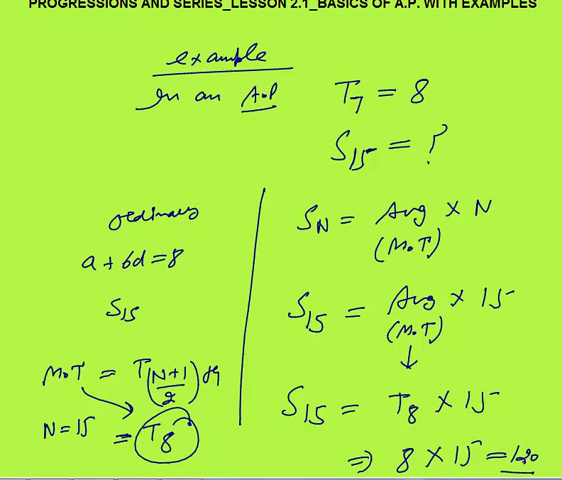 PROGRESSIONS AND SERIES_LESSON 2.1_BASICS OF A.P. WITH EXAMPLES
example
In an A.P
T7 = 8
S15 = ?
ordinary
a + 6d = 8
S15
M.T = T(N+1/2)
N = 15
= T8
SN = Avg × N
(M.T)
S15 = Avg × 15
(M.T)
↓
S15 = T8 × 15
⇒ 8 × 15 = 120